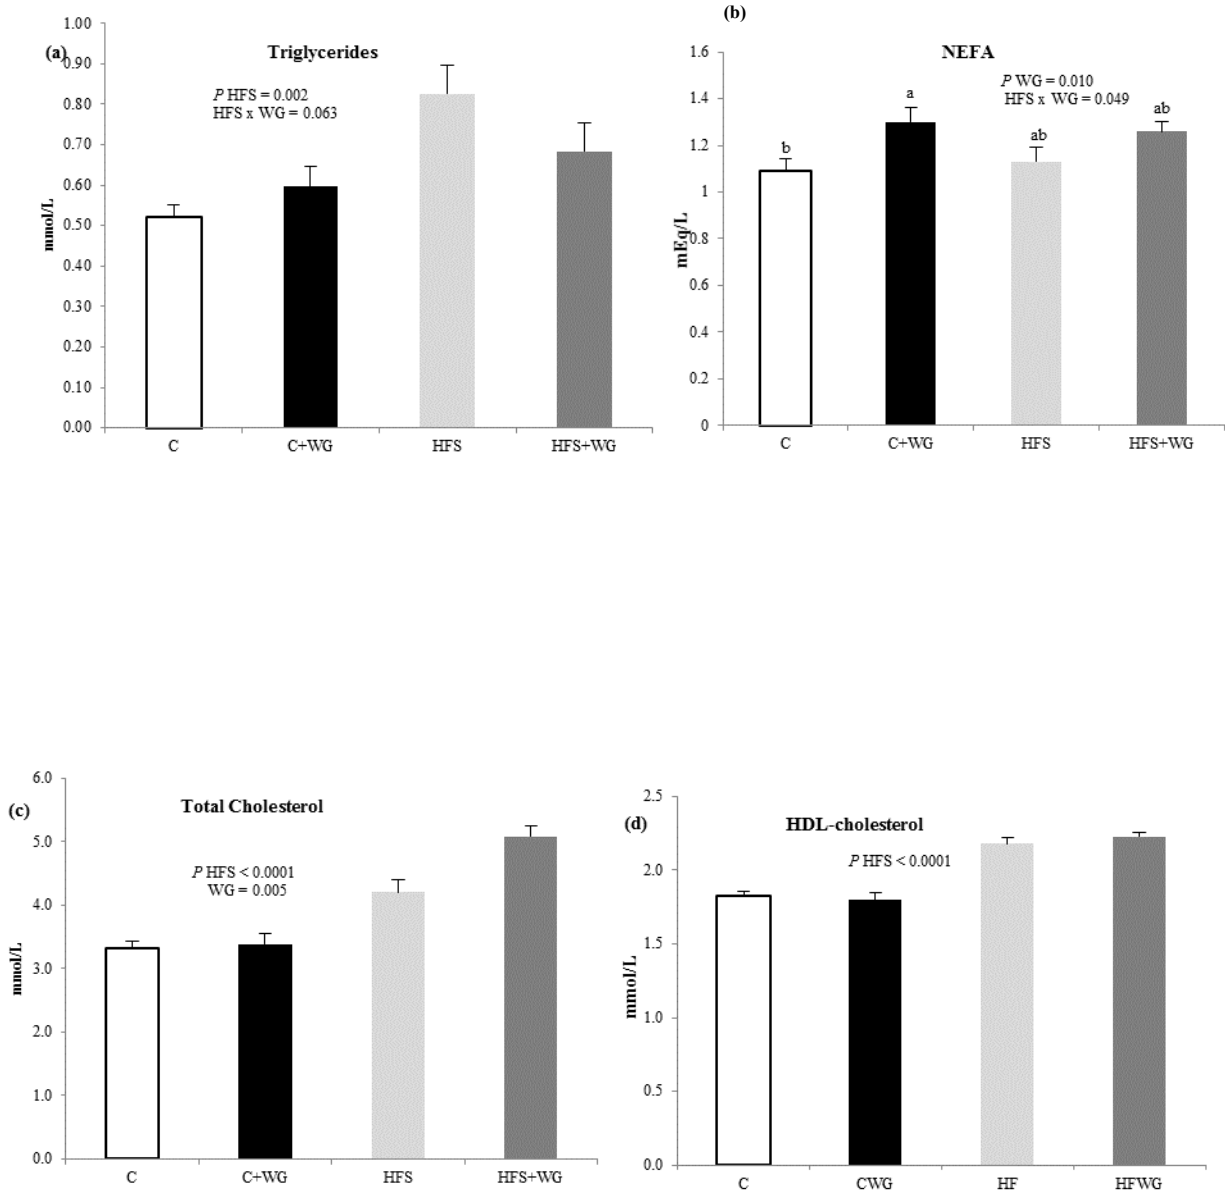 (a)
Triglycerides
P HFS = 0.002
HFS x WG = 0.063
mmol/L
1.00
0.90
0.80
0.70
0.60
0.50
0.40
0.30
0.20
0.10
0.00
C C+WG HFS HFS+WG
(b)
NEFA
P WG = 0.010
HFS x WG = 0.049
mEq/L
1.6
1.4
1.2
1
0.8
0.6
0.4
0.2
0
b a ab ab
C C+WG HFS HFS+WG
(c)
Total Cholesterol
P HFS < 0.0001
WG = 0.005
mmol/L
6.0
5.0
4.0
3.0
2.0
1.0
0.0
C C+WG HFS HFS+WG
(d)
HDL-cholesterol
P HFS < 0.0001
mmol/L
2.5
2.0
1.5
1.0
0.5
0.0
C CWG HF HFWG